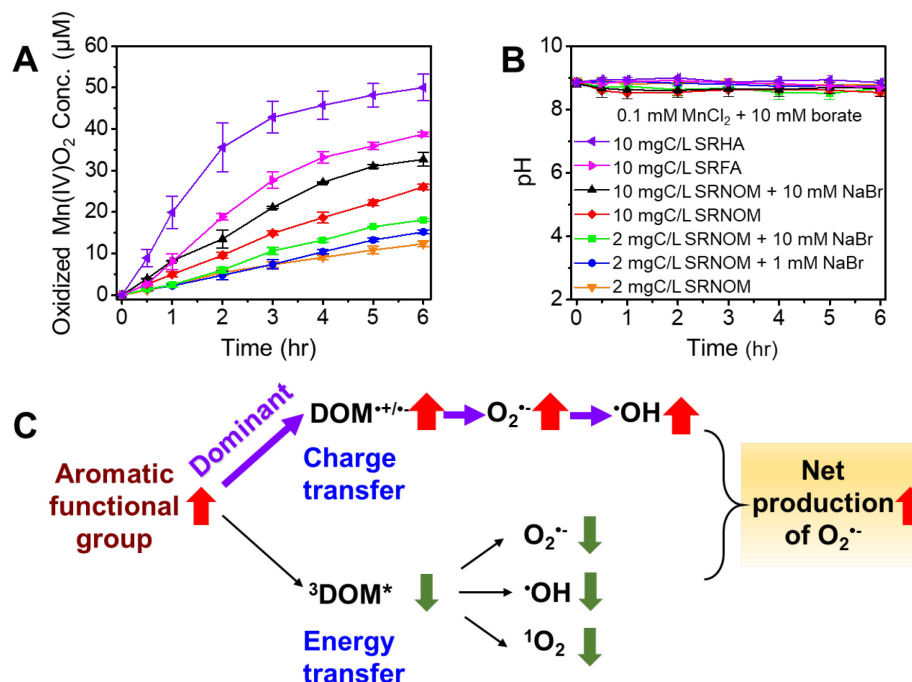 A
Oxidized Mn(IV)O₂ Conc. (µM)
60
50
40
30
20
10
0
0 1 2 3 4 5 6
Time (hr)
B
pH
10
8
6
4
2
0.1 mM MnCl₂ + 10 mM borate
10 mgC/L SRHA
10 mgC/L SRFA
10 mgC/L SRNOM + 10 mM NaBr
10 mgC/L SRNOM
2 mgC/L SRNOM + 10 mM NaBr
2 mgC/L SRNOM + 1 mM NaBr
2 mgC/L SRNOM
0 1 2 3 4 5 6
Time (hr)
C
Aromatic
functional
group
Dominant
DOM•+/•- O₂•- •OH
Charge
transfer
³DOM*
Energy
transfer
O₂•-
•OH
¹O₂
Net
production
of O₂•-